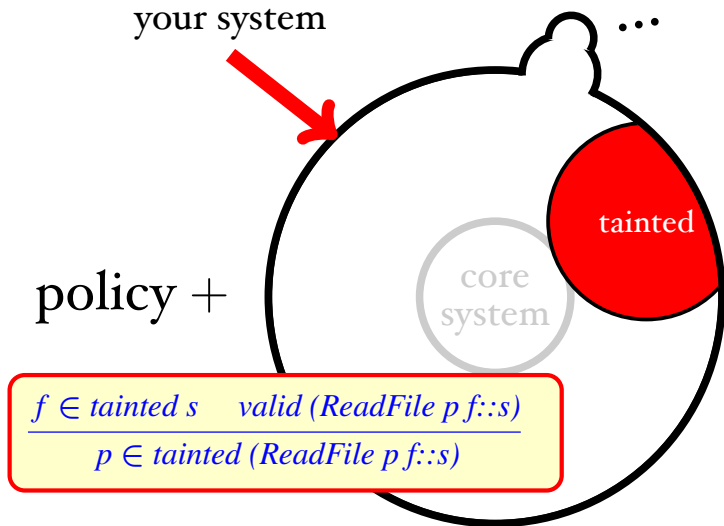 your system
...
tainted
core
system
policy +
f ∈ tainted s     valid (ReadFile p f::s)
p ∈ tainted (ReadFile p f::s)